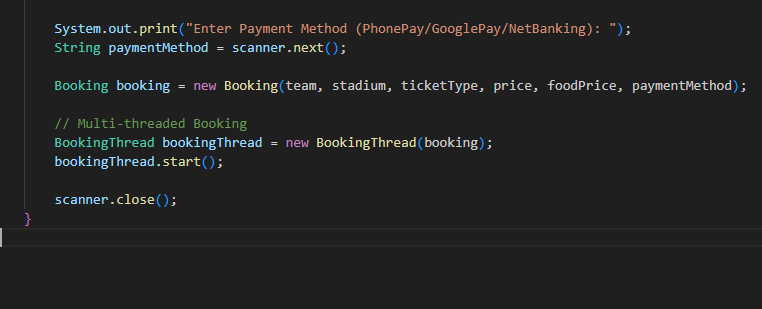 System.out.print("Enter Payment Method (PhonePay/GooglePay/NetBanking): ");
String paymentMethod = scanner.next();
Booking booking = new Booking(team, stadium, ticketType, price, foodPrice, paymentMethod);
// Multi-threaded Booking
BookingThread bookingThread = new BookingThread(booking);
bookingThread.start();
scanner.close();
}